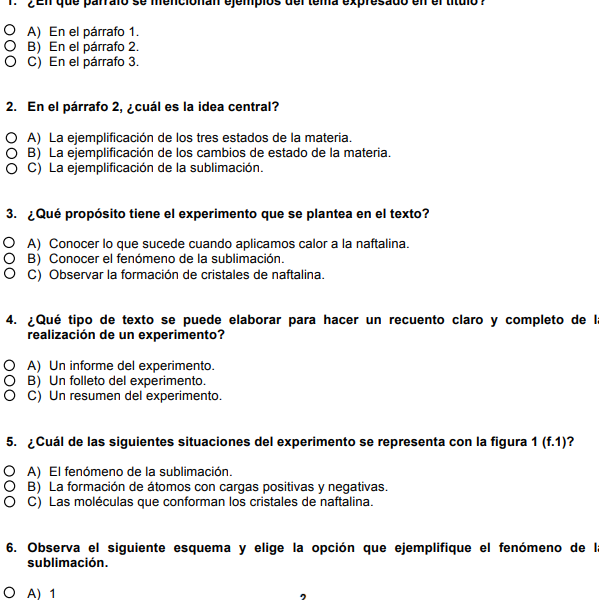 1. ¿En qué párrafo se mencionan ejemplos del tema expresado en el título?
A) En el párrafo 1.
B) En el párrafo 2.
C) En el párrafo 3.
2. En el párrafo 2, ¿cuál es la idea central?
A) La ejemplificación de los tres estados de la materia.
B) La ejemplificación de los cambios de estado de la materia.
C) La ejemplificación de la sublimación.
3. ¿Qué propósito tiene el experimento que se plantea en el texto?
A) Conocer lo que sucede cuando aplicamos calor a la naftalina.
B) Conocer el fenómeno de la sublimación.
C) Observar la formación de cristales de naftalina.
4. ¿Qué tipo de texto se puede elaborar para hacer un recuento claro y completo de la
realización de un experimento?
A) Un informe del experimento.
B) Un folleto del experimento.
C) Un resumen del experimento.
5. ¿Cuál de las siguientes situaciones del experimento se representa con la figura 1 (f.1)?
A) El fenómeno de la sublimación.
B) La formación de átomos con cargas positivas y negativas.
C) Las moléculas que conforman los cristales de naftalina.
6. Observa el siguiente esquema y elige la opción que ejemplifique el fenómeno de la
sublimación.
A) 1
2